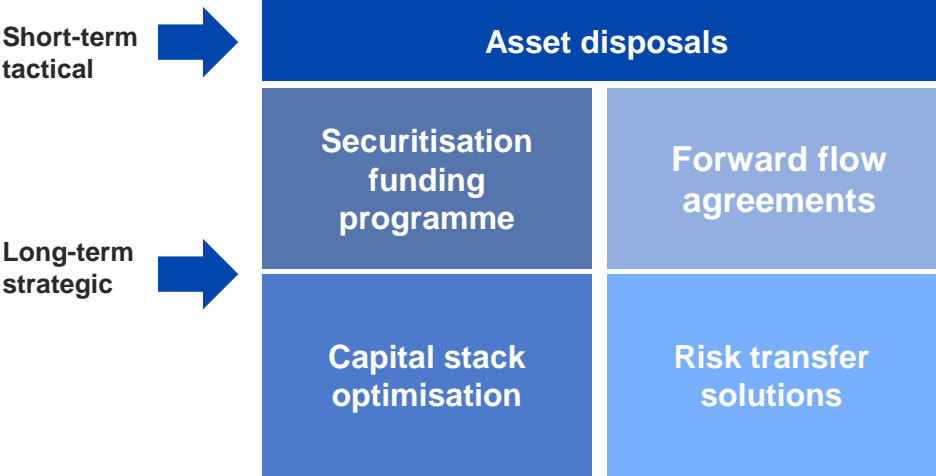 Short-term
tactical
Asset disposals
Securitisation
funding
programme
Forward flow
agreements
Long-term
strategic
Capital stack
optimisation
Risk transfer
solutions